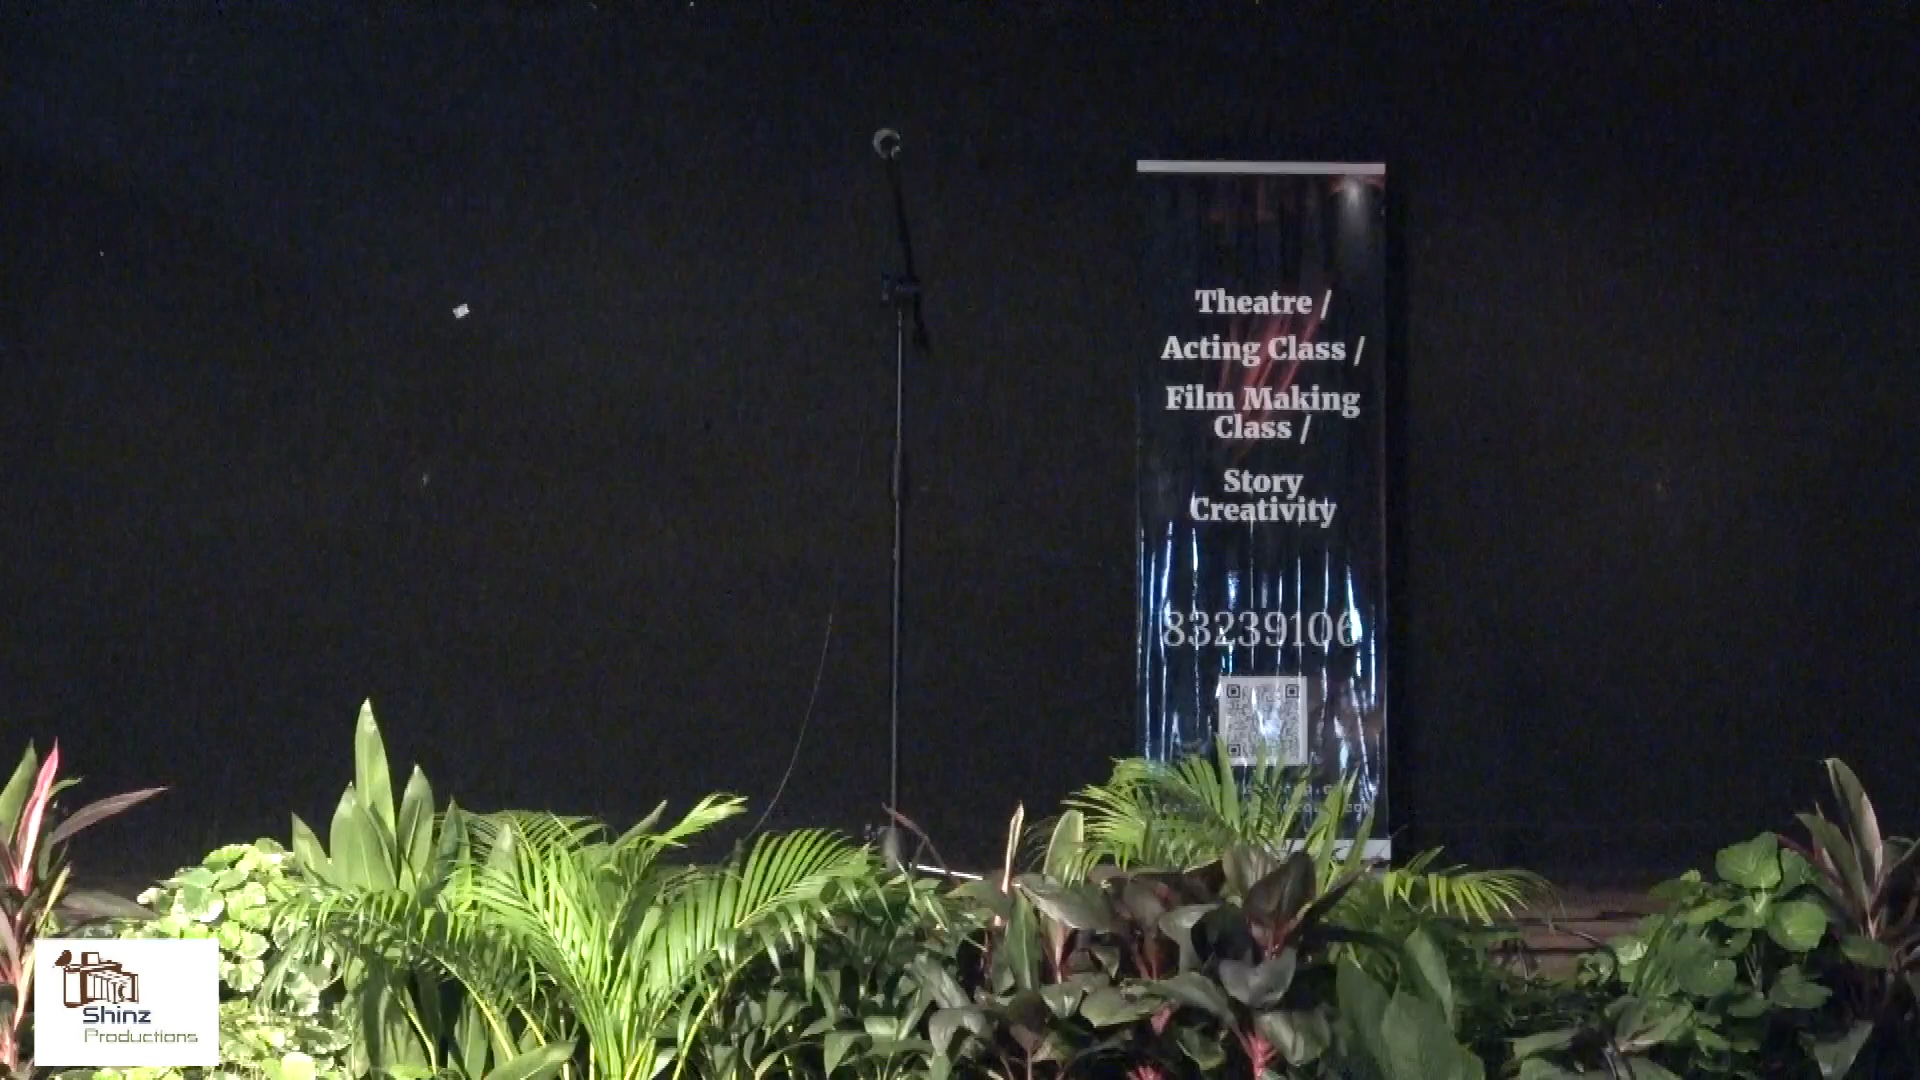 Theatre /
Acting Class /
Film Making
Class /
Story
Creativity
83239106
Shinz
Productions